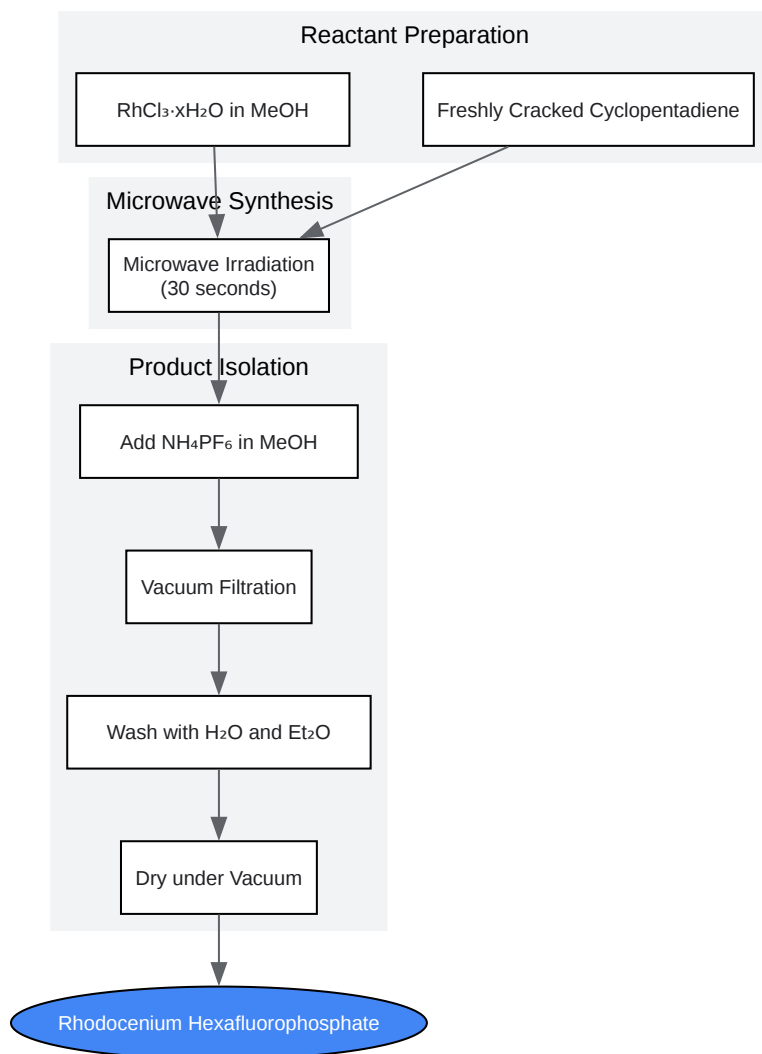 Reactant Preparation
RhCl₃·xH₂O in MeOH
Freshly Cracked Cyclopentadiene
Microwave Synthesis
Microwave Irradiation
(30 seconds)
Product Isolation
Add NH₄PF₆ in MeOH
Vacuum Filtration
Wash with H₂O and Et₂O
Dry under Vacuum
Rhodocenium Hexafluorophosphate